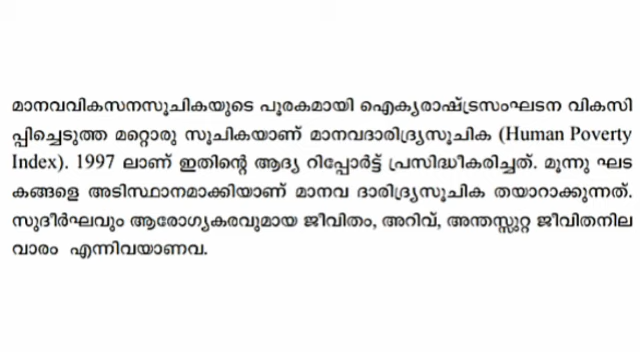 മാനവവികസനസൂചികയുടെ പൂരകമായി ഐക്യരാഷ്ട്രസംഘടന വികസി
പ്പിച്ചെടുത്ത മറ്റൊരു സൂചികയാണ് മാനവദാരിദ്ര്യസൂചിക (Human Poverty
Index). 1997 ലാണ് ഇതിന്റെ ആദ്യ റിപ്പോർട്ട് പ്രസിദ്ധീകരിച്ചത്. മൂന്നു ഘട
കങ്ങളെ അടിസ്ഥാനമാക്കിയാണ് മാനവ ദാരിദ്ര്യസൂചിക തയാറാക്കുന്നത്.
സുദീർഘവും ആരോഗ്യകരവുമായ ജീവിതം, അറിവ്, അന്തസ്സുറ്റ ജീവിതനില
വാരം എന്നിവയാണവ.